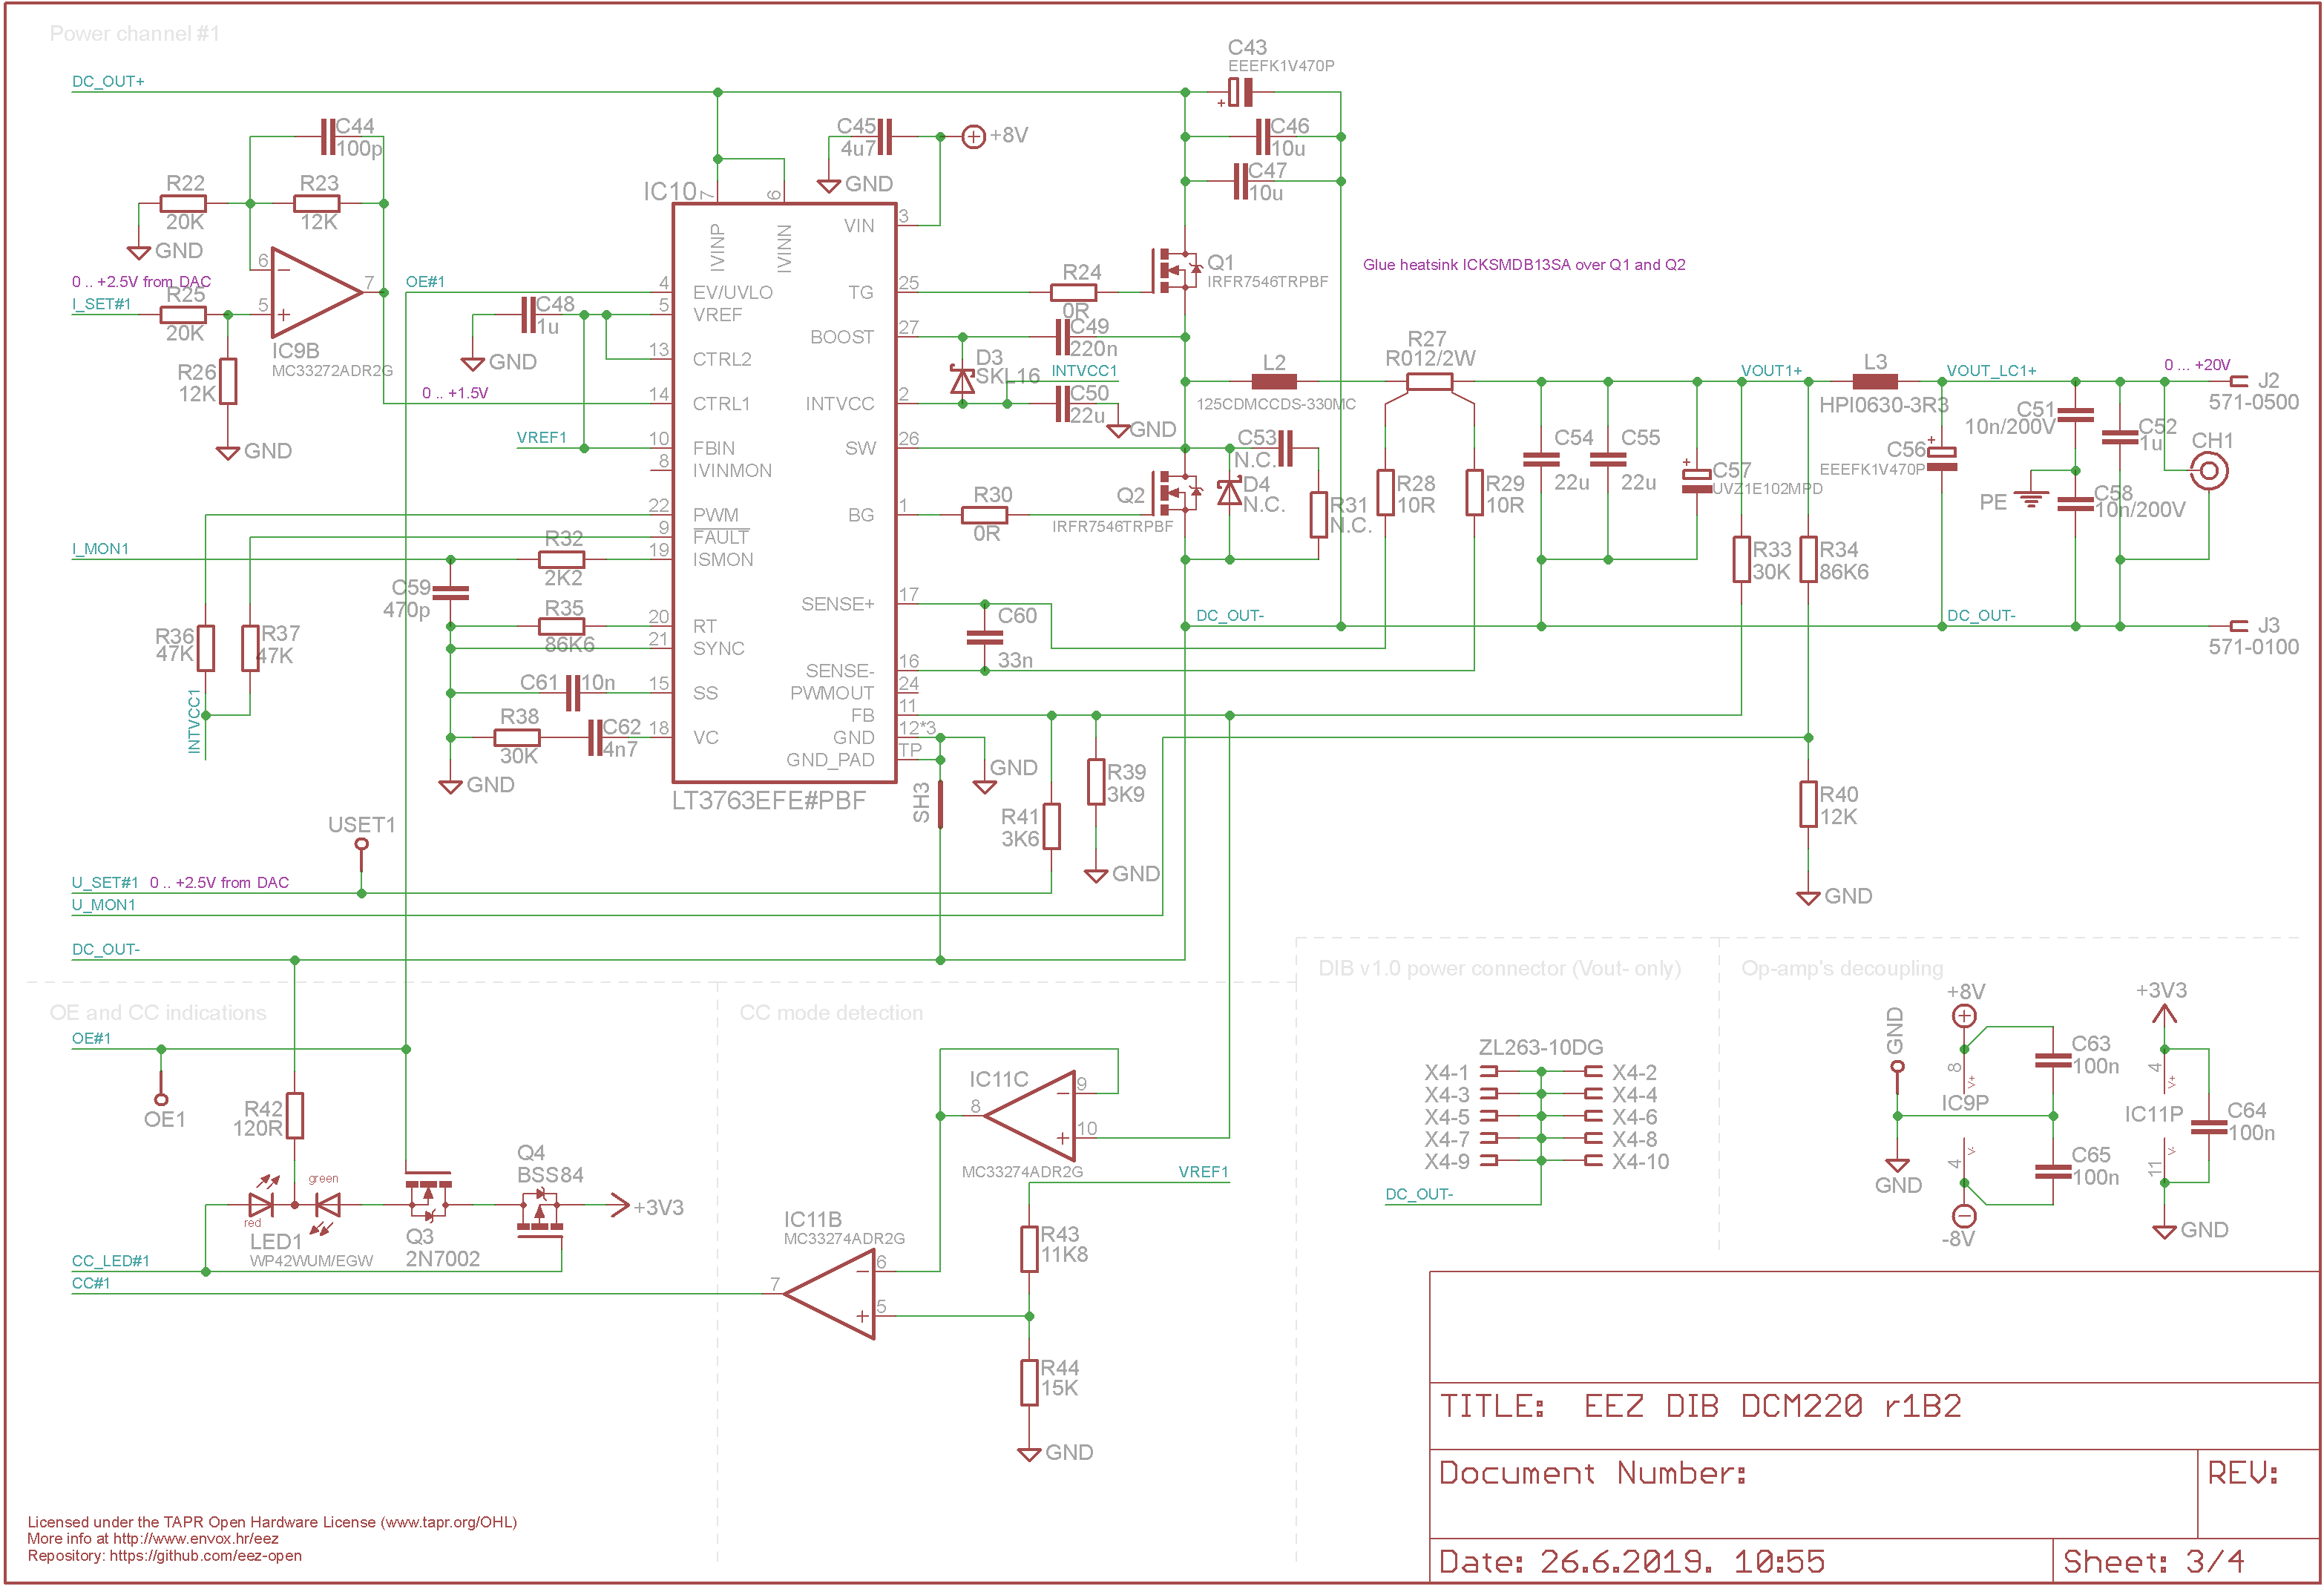 Power channel #1
DC_OUT+
C43
EEEFK1V470P
C44
100p
C45
4u7
+8V
GND
C46
10u
C47
10u
R22
20K
R23
12K
GND
IC10
7
6
IVINP
IVINN
VIN
3
0 .. +2.5V from DAC
I_SET#1
R25
20K
6
5
7
IC9B
MC33272ADR2G
R26
12K
GND
OE#1
C48
1u
GND
0 .. +1.5V
VREF1
4
EV/UVLO
5
VREF
13
CTRL2
14
CTRL1
10
FBIN
8
IVINMON
22
PWM
9
FAULT
19
ISMON
20
RT
21
SYNC
15
SS
18
VC
TG
25
BOOST
27
INTVCC
2
SW
26
BG
1
SENSE+
17
SENSE-
16
PWMOUT
24
FB
11
GND
12*3
GND_PAD
TP
LT3763EFE#PBF
R24
0R
Q1
IRFR7546TRPBF
Glue heatsink ICKSMDB13SA over Q1 and Q2
C49
220n
D3
SKL16
INTVCC1
C50
22u
GND
L2
125CDMCCDS-330MC
R27
R012/2W
VOUT1+
L3
HPI0630-3R3
VOUT_LC1+
0 ... +20V
J2
571-0500
C51
10n/200V
C52
1u
CH1
C53
N.C.
D4
N.C.
R31
N.C.
R28
10R
R29
10R
C54
22u
C55
22u
C57
UVZ1E102MPD
C56
EEEFK1V470P
PE
C58
10n/200V
Q2
IRFR7546TRPBF
R30
0R
I_MON1
R32
2K2
C59
470p
R35
86K6
R33
30K
R34
86K6
C60
33n
DC_OUT-
DC_OUT-
J3
571-0100
R36
47K
R37
47K
INTVCC1
C61
10n
R38
30K
C62
4n7
GND
SH3
GND
R41
3K6
R39
3K9
GND
R40
12K
GND
USET1
U_SET#1
0 .. +2.5V from DAC
U_MON1
DC_OUT-
OE and CC indications
OE#1
OE1
R42
120R
green
red
LED1
WP42WUM/EGW
Q3
2N7002
Q4
BSS84
+3V3
CC_LED#1
CC#1
CC mode detection
IC11C
8
9
10
MC33274ADR2G
VREF1
IC11B
MC33274ADR2G
7
6
5
R43
11K8
R44
15K
GND
DIB v1.0 power connector (Vout- only)
ZL263-10DG
X4-1
X4-2
X4-3
X4-4
X4-5
X4-6
X4-7
X4-8
X4-9
X4-10
DC_OUT-
Op-amp's decoupling
GND
+8V
8
V+
IC9P
4
V-
-8V
GND
C63
100n
C65
100n
+3V3
4
V+
IC11P
11
V-
C64
100n
GND
TITLE: EEZ DIB DCM220 r1B2
Document Number:
REV:
Date: 26.6.2019. 10:55
Sheet: 3/4
Licensed under the TAPR Open Hardware License (www.tapr.org/OHL)
More info at http://www.envox.hr/eez
Repository: https://github.com/eez-open